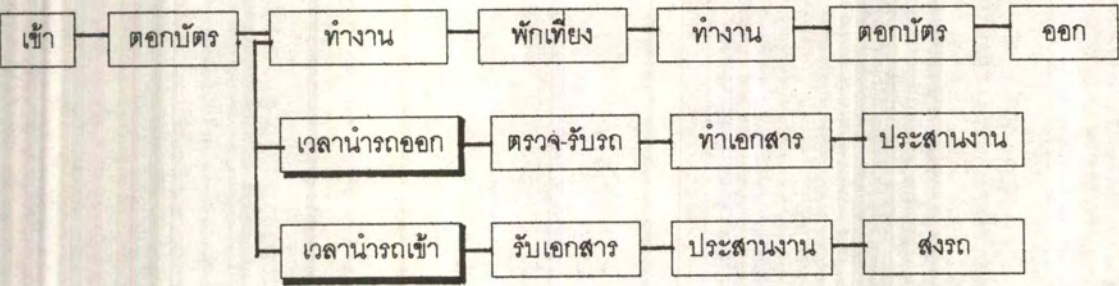 เข้า ตอกบัตร ทำงาน พักเที่ยง ทำงาน ตอกบัตร ออก
เวลานำรถออก ตรวจ-รับรถ ทำเอกสาร ประสานงาน
เวลานำรถเข้า รับเอกสาร ประสานงาน ส่งรถ